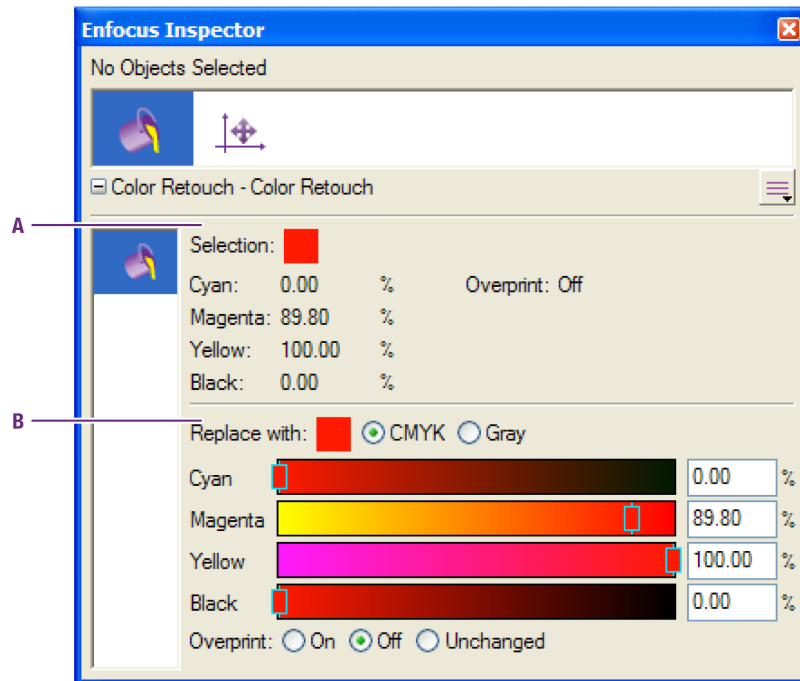 Enfocus Inspector
No Objects Selected
Color Retouch - Color Retouch
A
Selection:
Cyan: 0.00 % Overprint: Off
Magenta: 89.80 %
Yellow: 100.00 %
Black: 0.00 %
B
Replace with: CMYK Gray
Cyan 0.00 %
Magenta 89.80 %
Yellow 100.00 %
Black 0.00 %
Overprint: On Off Unchanged